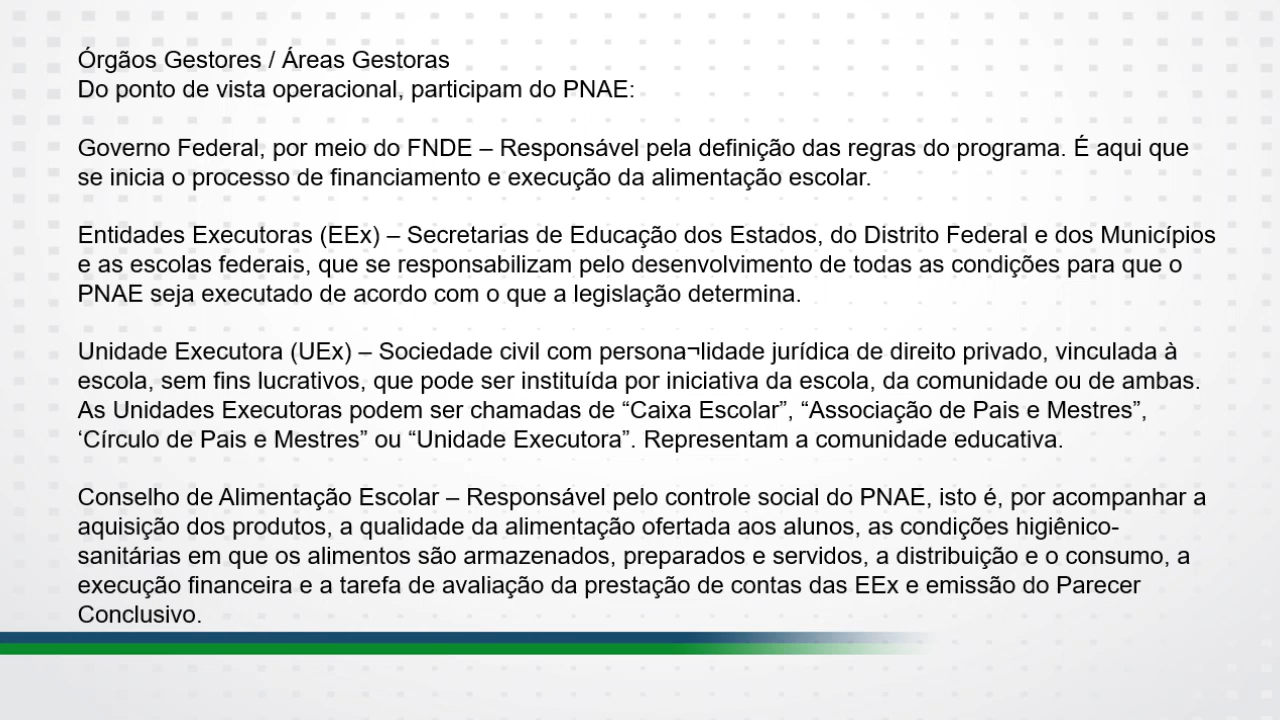 Órgãos Gestores / Áreas Gestoras
Do ponto de vista operacional, participam do PNAE:
Governo Federal, por meio do FNDE – Responsável pela definição das regras do programa. É aqui que
se inicia o processo de financiamento e execução da alimentação escolar.
Entidades Executoras (EEx) – Secretarias de Educação dos Estados, do Distrito Federal e dos Municípios
e as escolas federais, que se responsabilizam pelo desenvolvimento de todas as condições para que o
PNAE seja executado de acordo com o que a legislação determina.
Unidade Executora (UEx) – Sociedade civil com persona¬lidade jurídica de direito privado, vinculada à
escola, sem fins lucrativos, que pode ser instituída por iniciativa da escola, da comunidade ou de ambas.
As Unidades Executoras podem ser chamadas de “Caixa Escolar”, “Associação de Pais e Mestres”,
‘Círculo de Pais e Mestres” ou “Unidade Executora”. Representam a comunidade educativa.
Conselho de Alimentação Escolar – Responsável pelo controle social do PNAE, isto é, por acompanhar a
aquisição dos produtos, a qualidade da alimentação ofertada aos alunos, as condições higiênico-
sanitárias em que os alimentos são armazenados, preparados e servidos, a distribuição e o consumo, a
execução financeira e a tarefa de avaliação da prestação de contas das EEx e emissão do Parecer
Conclusivo.